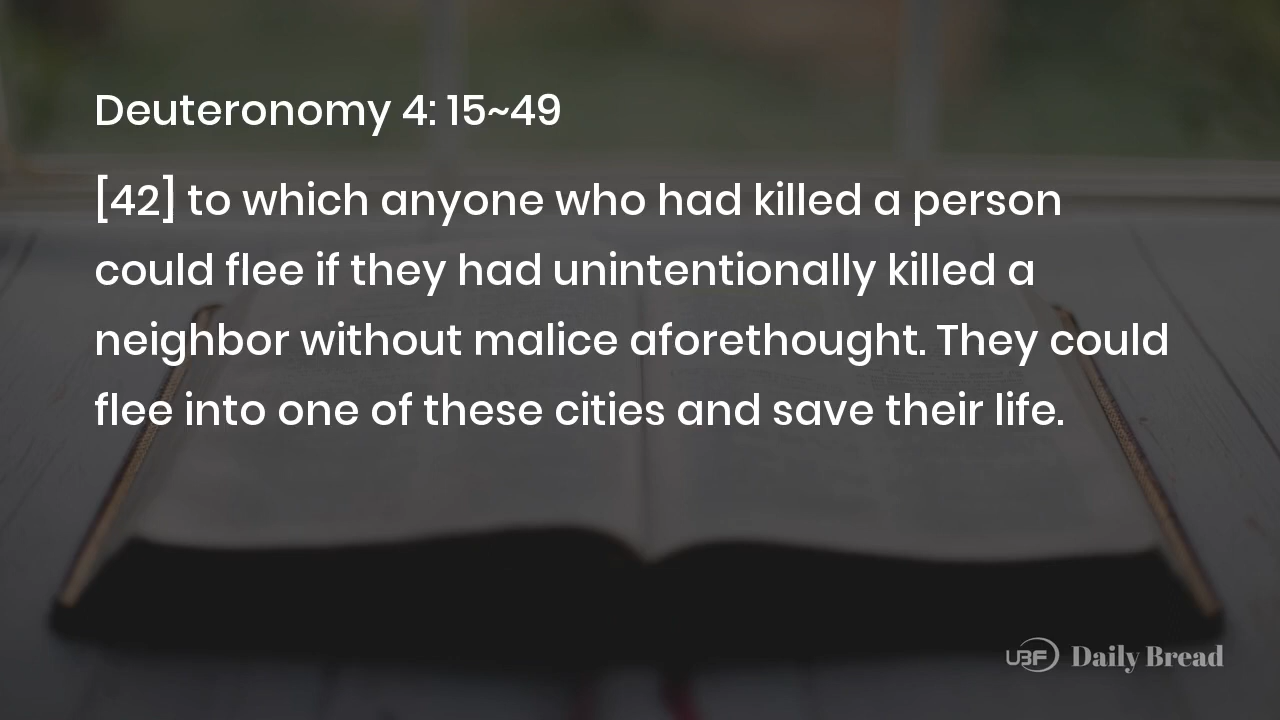 Deuteronomy 4: 15~49
[42] to which anyone who had killed a person
could flee if they had unintentionally killed a
neighbor without malice aforethought. They could
flee into one of these cities and save their life.
UBF Daily Bread